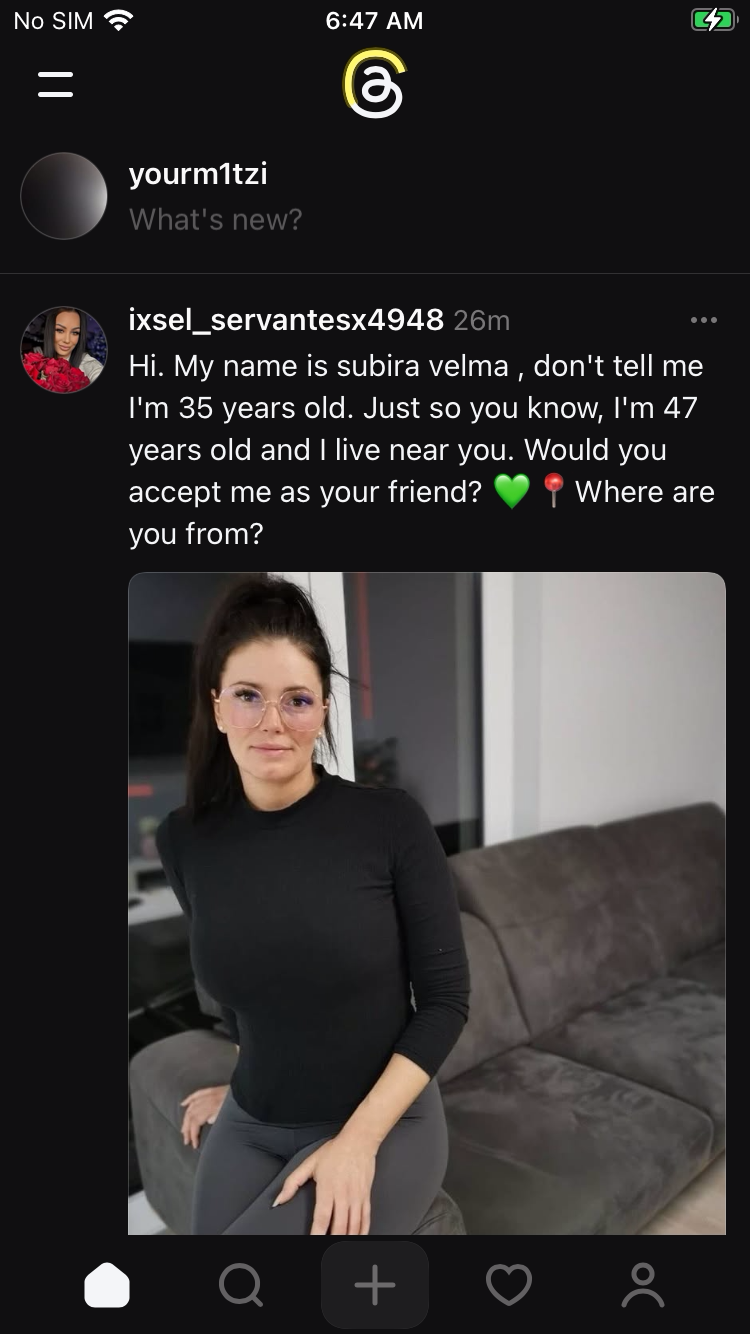 No SIM 6:47 AM
yourm1tzi
What's new?
ixsel_servantesx4948 26m
Hi. My name is subira velma , don't tell me
I'm 35 years old. Just so you know, I'm 47
years old and I live near you. Would you
accept me as your friend? 💚 📍 Where are
you from?